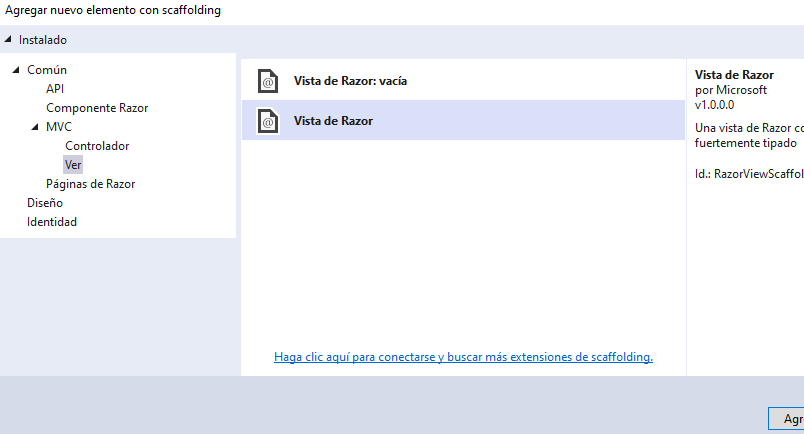 Agregar nuevo elemento con scaffolding
Instalado
Común
API
Componente Razor
MVC
Controlador
Ver
Páginas de Razor
Diseño
Identidad
Vista de Razor: vacía
Vista de Razor
Haga clic aquí para conectarse y buscar más extensiones de scaffolding.
Vista de Razor
por Microsoft
v1.0.0.0
Una vista de Razor co
fuertemente tipado
Id.: RazorViewScaffol
Agre